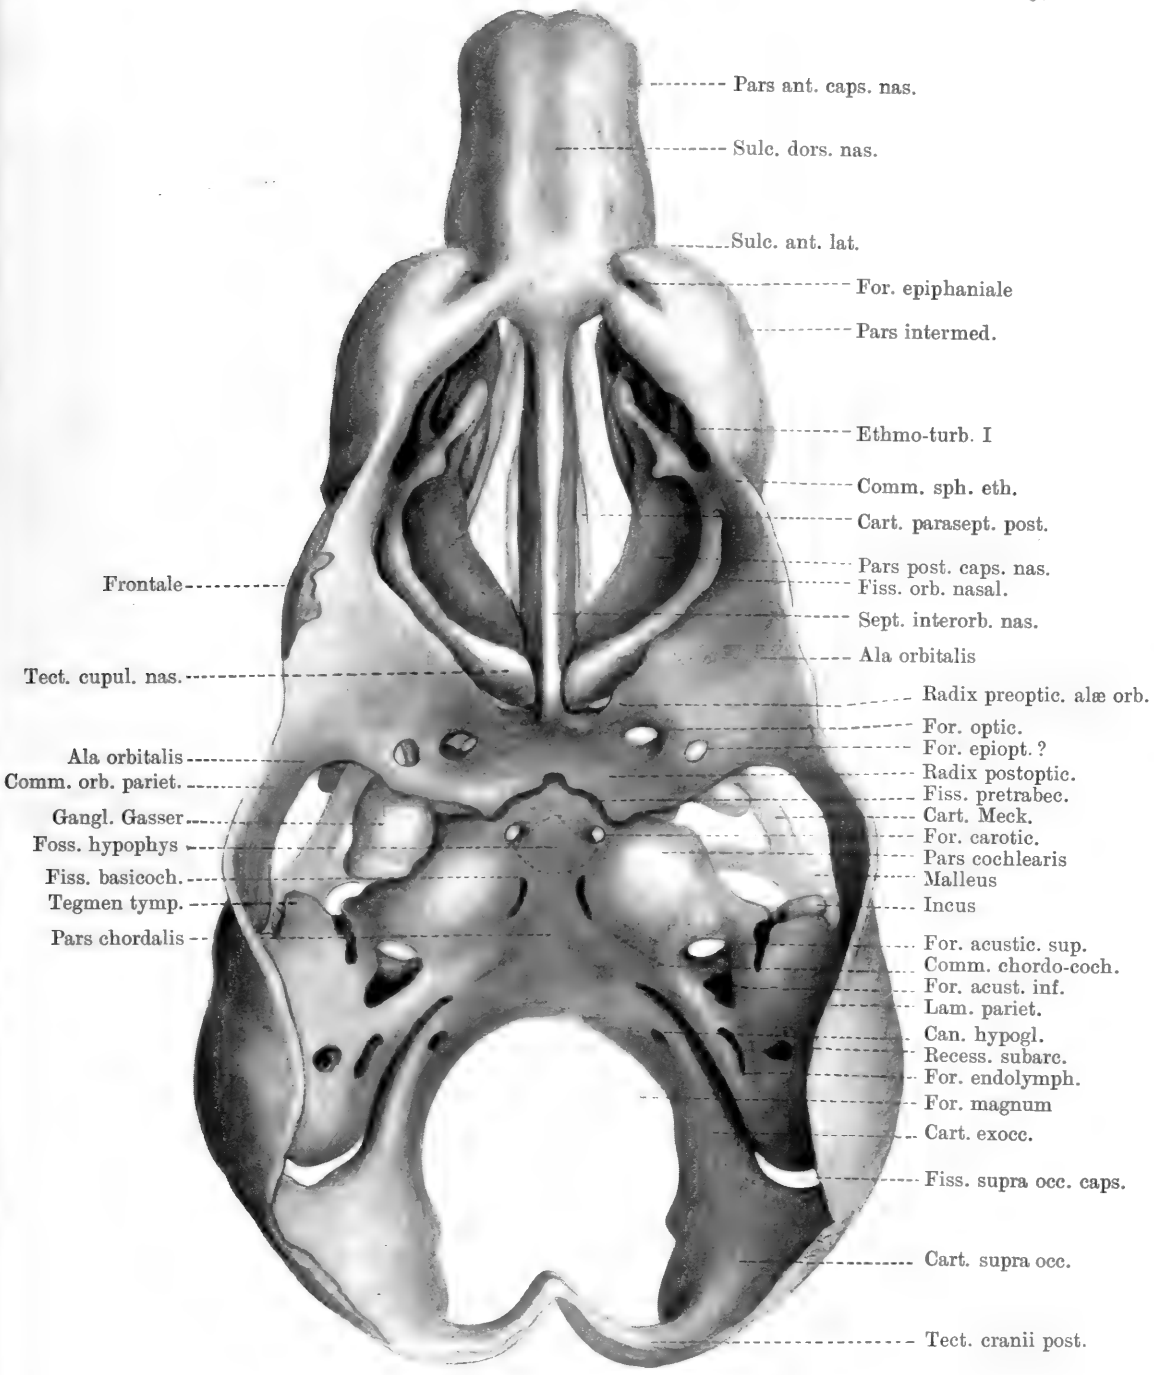 Pars ant. caps. nas.
Sulc. dors. nas.
Sulc. ant. lat.
For. epiphaniale
Pars intermed.
Ethmo-turb. I
Comm. sph. eth.
Cart. parasept. post.
Pars post. caps. nas.
Fiss. orb. nasal.
Sept. interorb. nas.
Ala orbitalis
Radix preoptic. alæ orb.
For. optic.
For. epiopt. ?
Radix postoptic.
Fiss. pretrabec.
Cart. Meck.
For. carotic.
Pars cochlearis
Malleus
Incus
For. acustic. sup.
Comm. chordo-coch.
For. acust. inf.
Lam. pariet.
Can. hypogl.
Recess. subarc.
For. endolymph.
For. magnum
Cart. exocc.
Fiss. supra occ. caps.
Cart. supra occ.
Tect. cranii post.
Frontale
Tect. cupul. nas.
Ala orbitalis
Comm. orb. pariet.
Gangl. Gasser.
Foss. hypophys
Fiss. basicoch.
Tegmen tymp.
Pars chordalis